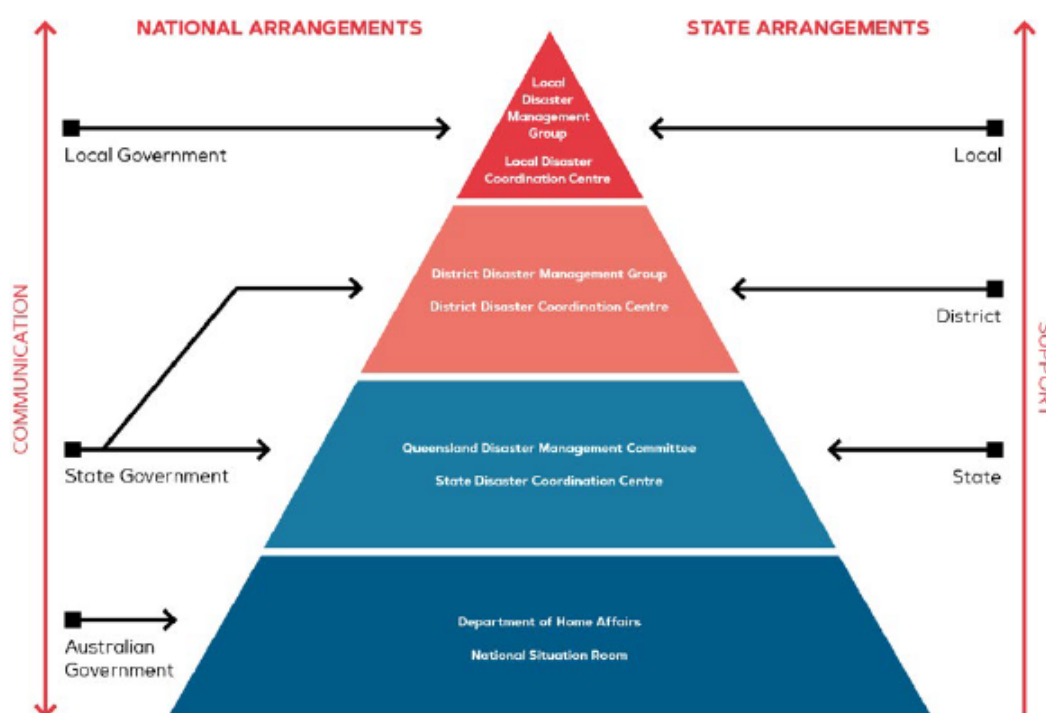 NATIONAL ARRANGEMENTS
STATE ARRANGEMENTS
Local
Disaster
Management
Group
Local Disaster
Coordination Centre
Local Government
Local
District Disaster Management Group
District Disaster Coordination Centre
District
COMMUNICATION
SUPPORT
Queensland Disaster Management Committee
State Disaster Coordination Centre
State Government
State
Department of Home Affairs
National Situation Room
Australian
Government